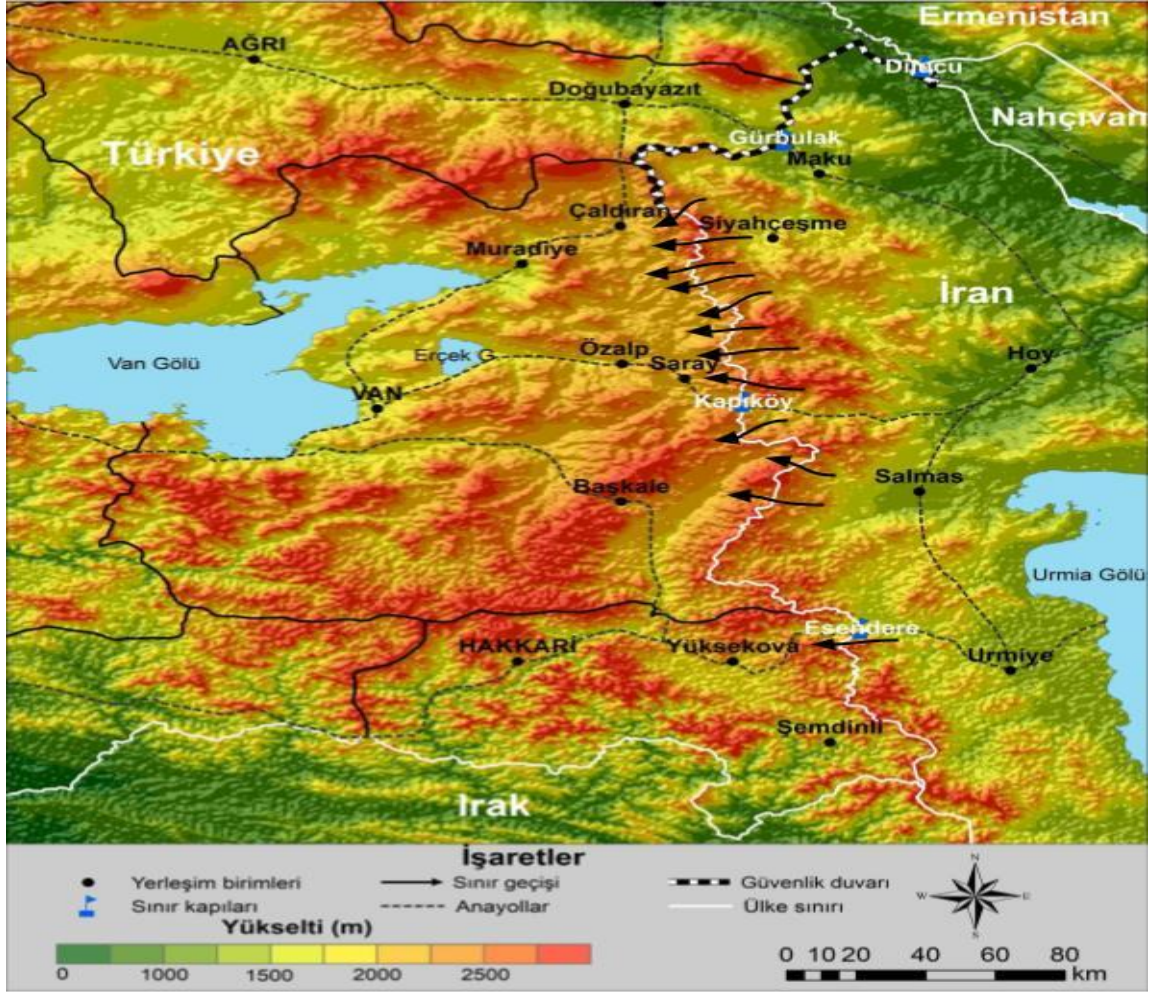 Ermenistan
AĞRI
Dilucu
Doğubayazıt
Nahçıvan
Gürbulak
Türkiye
Maku
Çaldıran
Siyahçeşme
Muradiye
İran
Özalp
Hoy
Erçek G.
Van Gölü
Saray
VAN
Kapıköy
Salmas
Başkale
Urmia Gölü
Esendere
HAKKARİ
Yüksekova
Urmiye
Şemdinli
Irak
İşaretler
Yerleşim birimleri
Sınır geçişi
Güvenlik duvarı
Sınır kapıları
Anayollar
Ülke sınırı
Yükselti (m)
0 1000 1500 2000 2500
N
W E
S
0 10 20 40 60 80
km